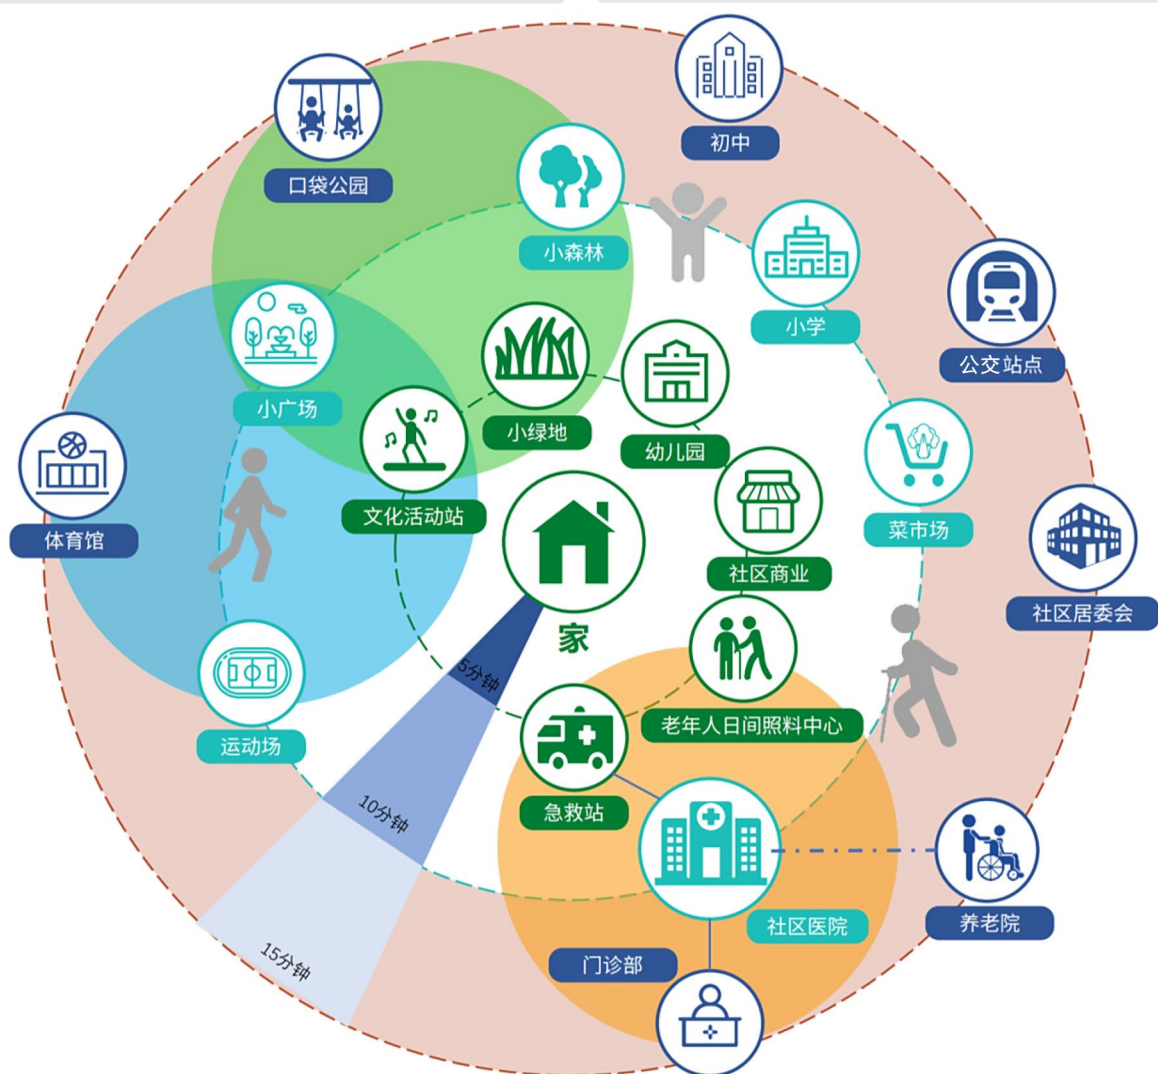 初中
口袋公园
小森林
小学
公交站点
小广场
小绿地
幼儿园
文化活动站
菜市场
体育馆
社区商业
社区居委会
家
5分钟
老年人日间照料中心
运动场
10分钟
急救站
社区医院
养老院
15分钟
门诊部